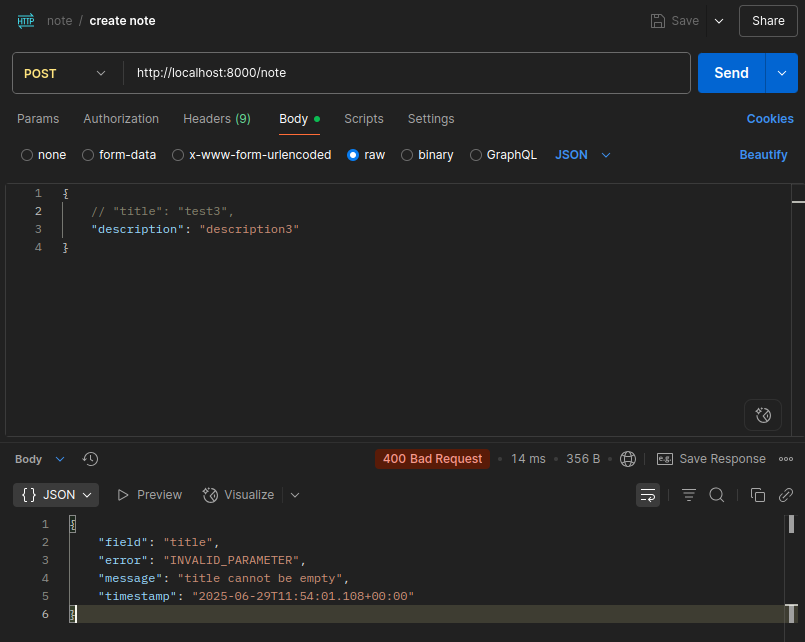 HTTP note / create note Save Share
POST http://localhost:8000/note Send
Params Authorization Headers (9) Body Scripts Settings Cookies
none form-data x-www-form-urlencoded raw binary GraphQL JSON Beautify
1 {
2 // "title": "test3",
3 "description": "description3"
4 }
Body 400 Bad Request • 14 ms • 356 B • e.g. Save Response
{} JSON Preview Visualize
1 {
2 "field": "title",
3 "error": "INVALID_PARAMETER",
4 "message": "title cannot be empty",
5 "timestamp": "2025-06-29T11:54:01.108+00:00"
6 }